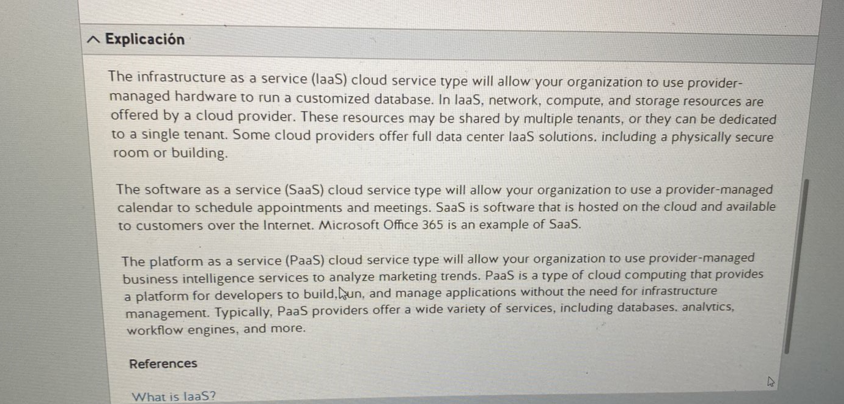 Explicación
The infrastructure as a service (IaaS) cloud service type will allow your organization to use provider-
managed hardware to run a customized database. In IaaS, network, compute, and storage resources are
offered by a cloud provider. These resources may be shared by multiple tenants, or they can be dedicated
to a single tenant. Some cloud providers offer full data center IaaS solutions, including a physically secure
room or building.
The software as a service (SaaS) cloud service type will allow your organization to use a provider-managed
calendar to schedule appointments and meetings. SaaS is software that is hosted on the cloud and available
to customers over the Internet. Microsoft Office 365 is an example of SaaS.
The platform as a service (PaaS) cloud service type will allow your organization to use provider-managed
business intelligence services to analyze marketing trends. PaaS is a type of cloud computing that provides
a platform for developers to build, run, and manage applications without the need for infrastructure
management. Typically, PaaS providers offer a wide variety of services, including databases, analytics,
workflow engines, and more.
References
What is IaaS?